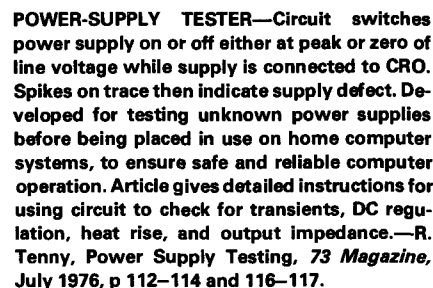 POWER-SUPPLY TESTER—Circuit switches
power supply on or off either at peak or zero of
line voltage while supply is connected to CRO.
Spikes on trace then indicate supply defect. De-
veloped for testing unknown power supplies
before being placed in use on home computer
systems, to ensure safe and reliable computer
operation. Article gives detailed instructions for
using circuit to check for transients, DC regu-
lation, heat rise, and output impedance.—R.
Tenny, Power Supply Testing, 73 Magazine,
July 1976, p 112–114 and 116–117.